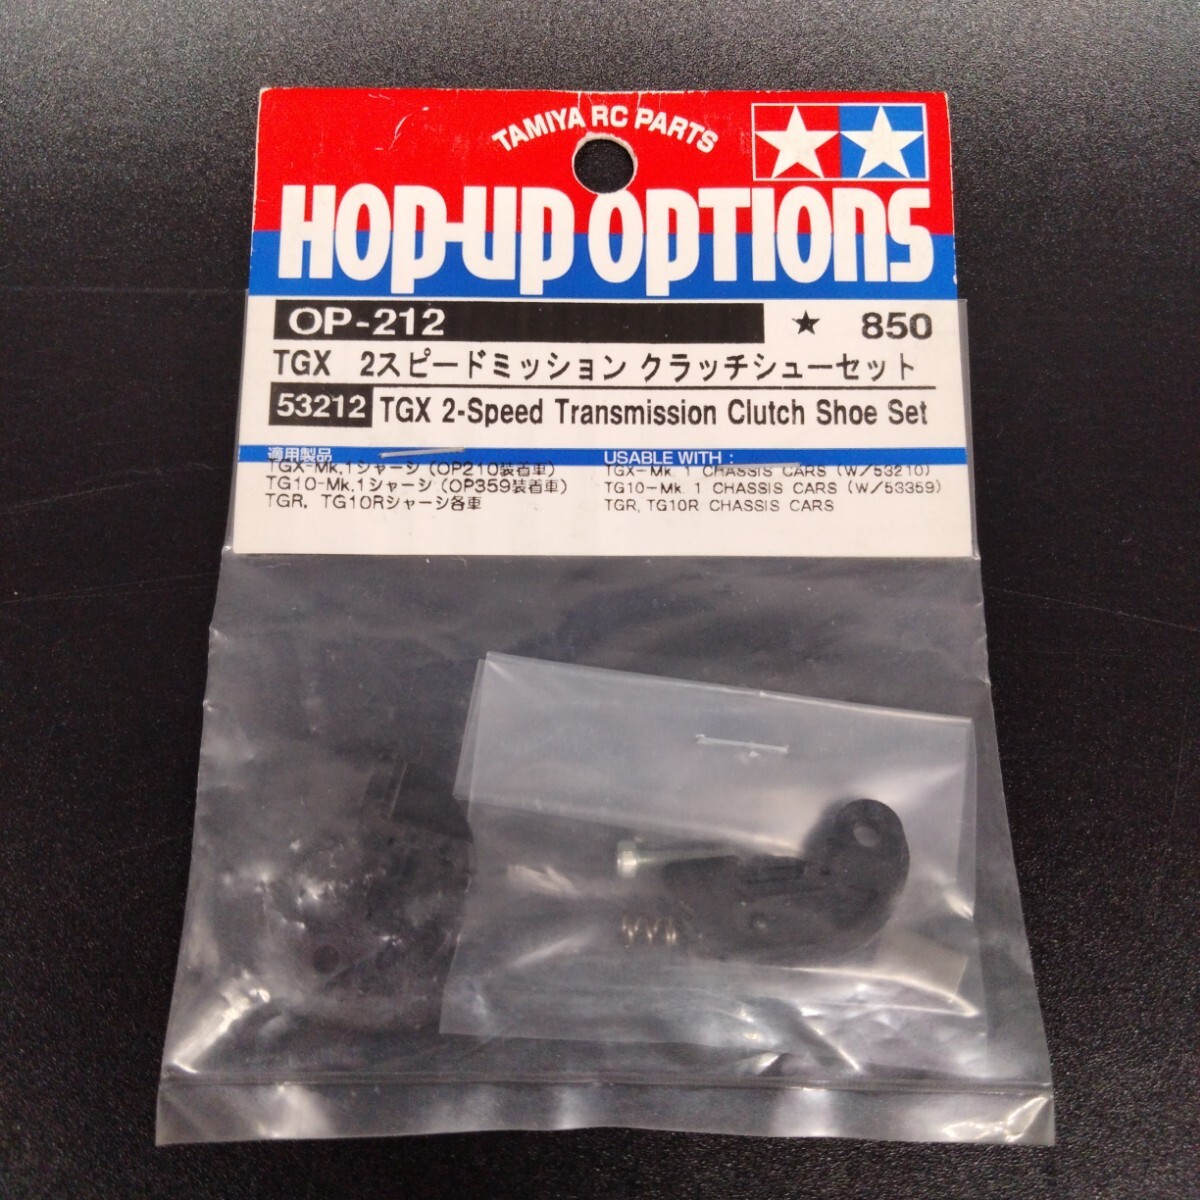 TAMIYA RC PARTS
HOP-UP OPTIONS
OP-212 ★ 850
TGX 2スピードミッション クラッチシューセット
53212 TGX 2-Speed Transmission Clutch Shoe Set
適用製品
TGX-Mk.1シャーシ (OP210装着車)
TG10-Mk.1シャーシ (OP359装着車)
TGR, TG10Rシャーシ各車
USABLE WITH :
TGX-Mk. 1 CHASSIS CARS (W/53210)
TG10-Mk. 1 CHASSIS CARS (W/53359)
TGR, TG10R CHASSIS CARS